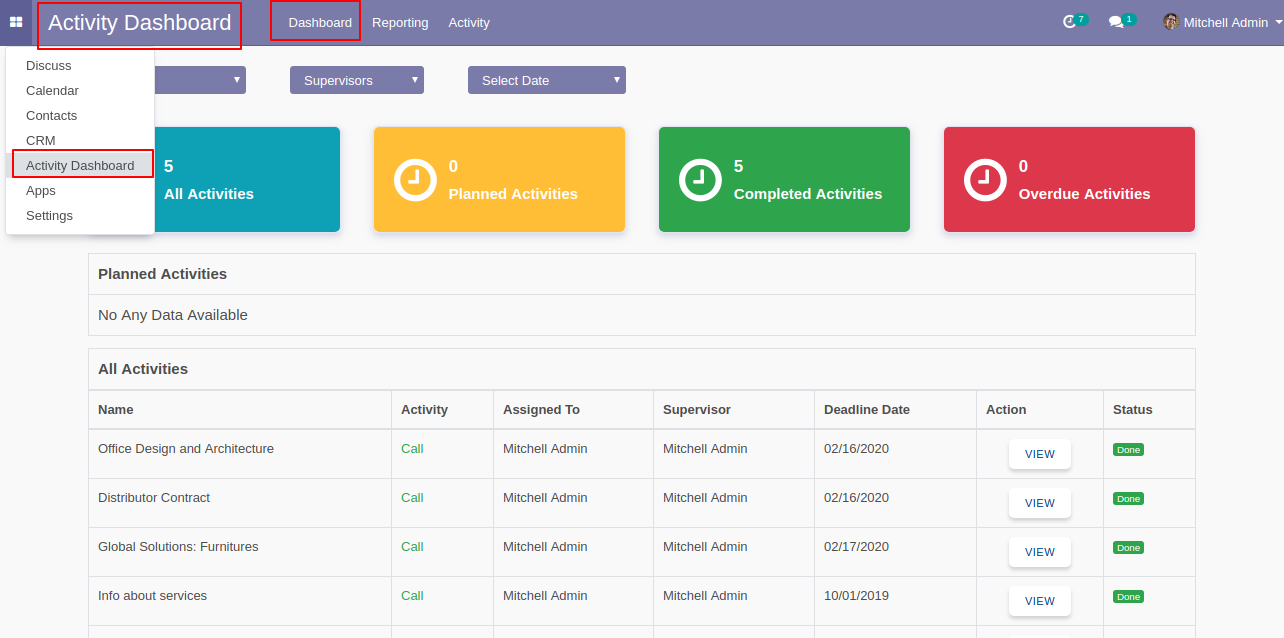 Activity Dashboard Dashboard Reporting Activity 7 1 Mitchell Admin
Discuss
Calendar
Contacts
CRM
Activity Dashboard
Apps
Settings
Supervisors Select Date
5
All Activities
0
Planned Activities
5
Completed Activities
0
Overdue Activities
Planned Activities
No Any Data Available
All Activities
Name Activity Assigned To Supervisor Deadline Date Action Status
Office Design and Architecture Call Mitchell Admin Mitchell Admin 02/16/2020 VIEW Done
Distributor Contract Call Mitchell Admin Mitchell Admin 02/16/2020 VIEW Done
Global Solutions: Furnitures Call Mitchell Admin Mitchell Admin 02/17/2020 VIEW Done
Info about services Call Mitchell Admin Mitchell Admin 10/01/2019 VIEW Done